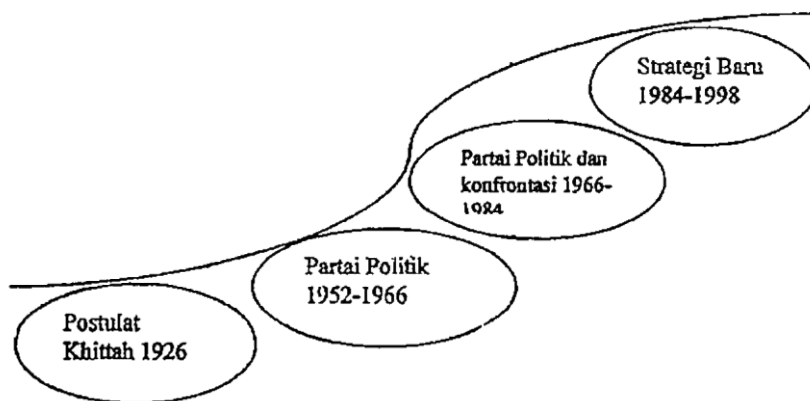 Strategi Baru
1984-1998
Partai Politik dan
konfrontasi 1966-
1984
Partai Politik
1952-1966
Postulat
Khittah 1926